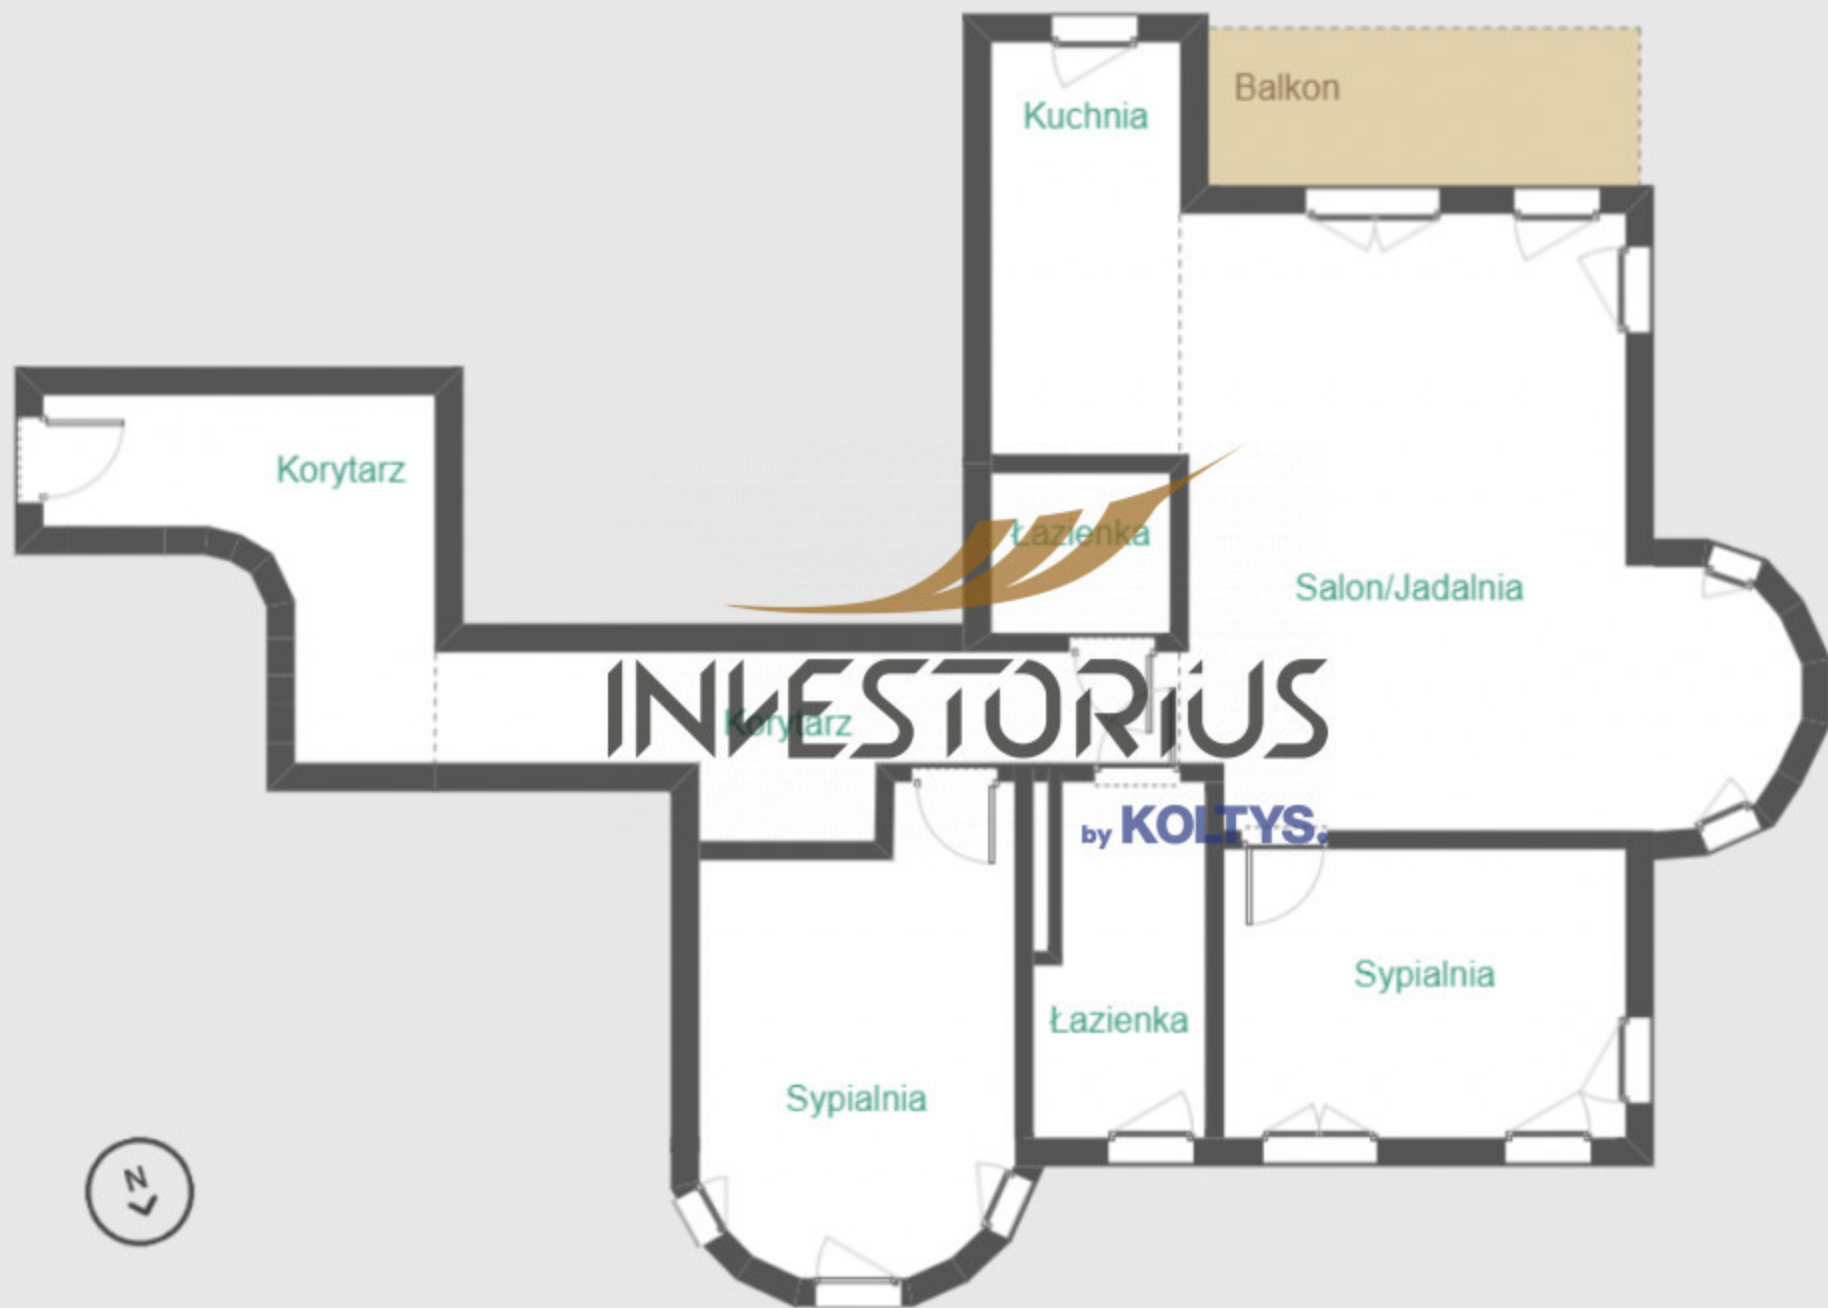 Balkon
Kuchnia
Korytarz
Łazienka
Salon/Jadalnia
INVESTORIUS
Korytarz
by KOLTYS.
Sypialnia
Łazienka
Sypialnia
N